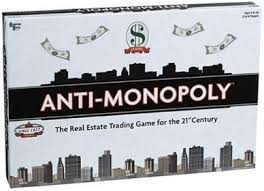 ANTI-MONOPOLY
The Real Estate Trading Game for the 21st Century